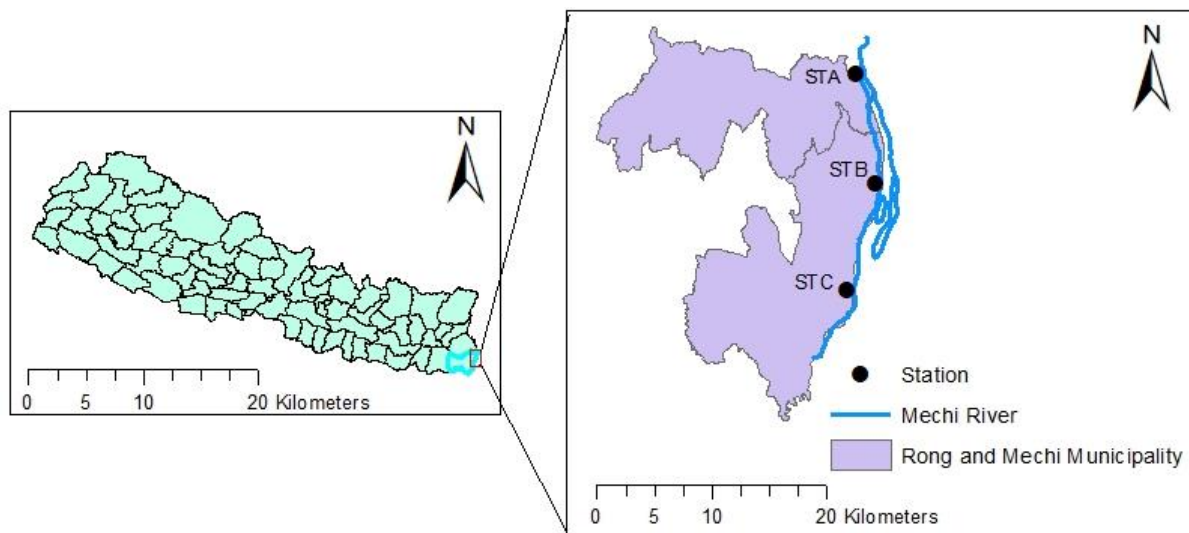 N
0 5 10 20 Kilometers
N
STA
STB
STC
Station
Mechi River
Rong and Mechi Municipality
0 5 10 20 Kilometers